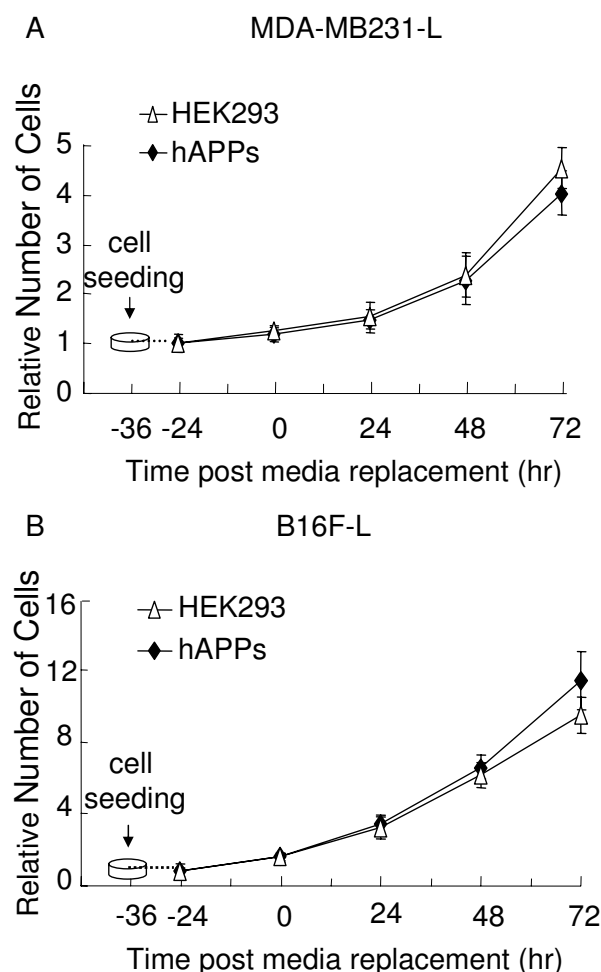 A
MDA-MB231-L
HEK293
hAPPs
Relative Number of Cells
5
4
3
2
1
0
cell
seeding
-36 -24 0 24 48 72
Time post media replacement (hr)
B
B16F-L
HEK293
hAPPs
Relative Number of Cells
16
12
8
4
0
cell
seeding
-36 -24 0 24 48 72
Time post media replacement (hr)